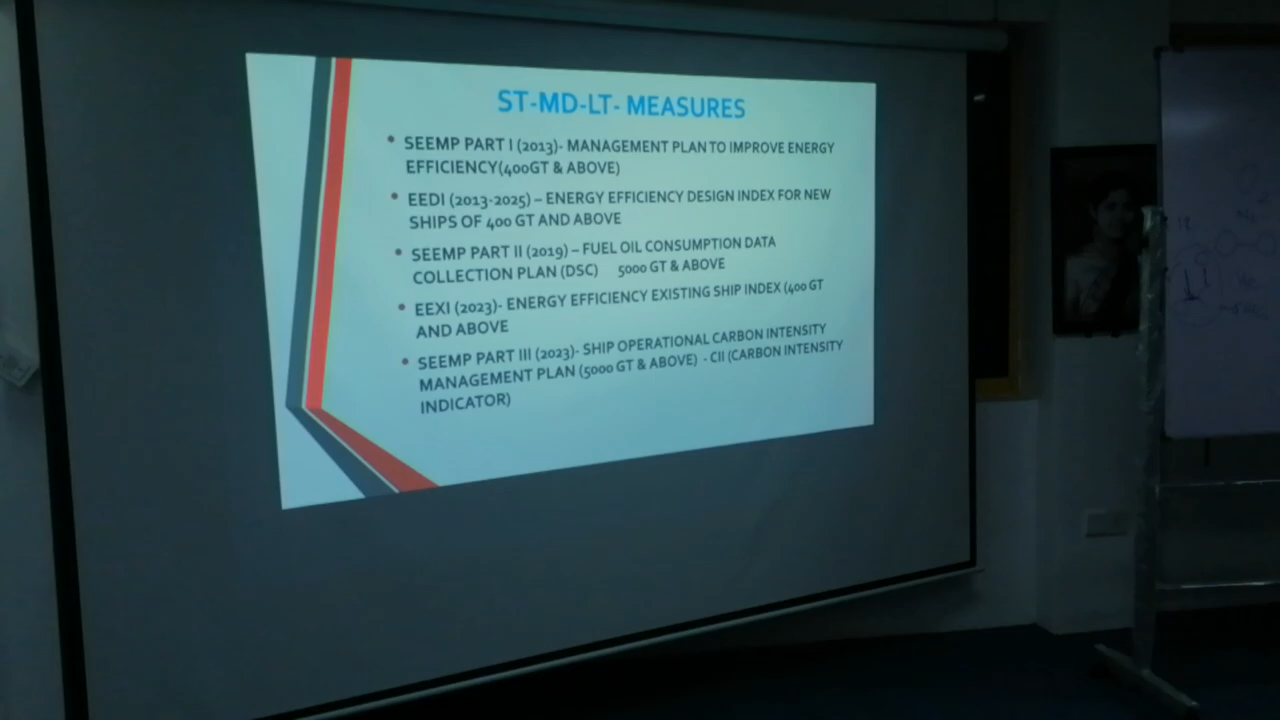 ST-MD-LT- MEASURES
• SEEMP PART I (2013)- MANAGEMENT PLAN TO IMPROVE ENERGY
EFFICIENCY(400GT & ABOVE)
• EEDI (2013-2025) – ENERGY EFFICIENCY DESIGN INDEX FOR NEW
SHIPS OF 400 GT AND ABOVE
• SEEMP PART II (2019) – FUEL OIL CONSUMPTION DATA
COLLECTION PLAN (DSC) 5000 GT & ABOVE
• EEXI (2023)- ENERGY EFFICIENCY EXISTING SHIP INDEX (400 GT
AND ABOVE
• SEEMP PART III (2023)- SHIP OPERATIONAL CARBON INTENSITY
MANAGEMENT PLAN (5000 GT & ABOVE) - CII (CARBON INTENSITY
INDICATOR)